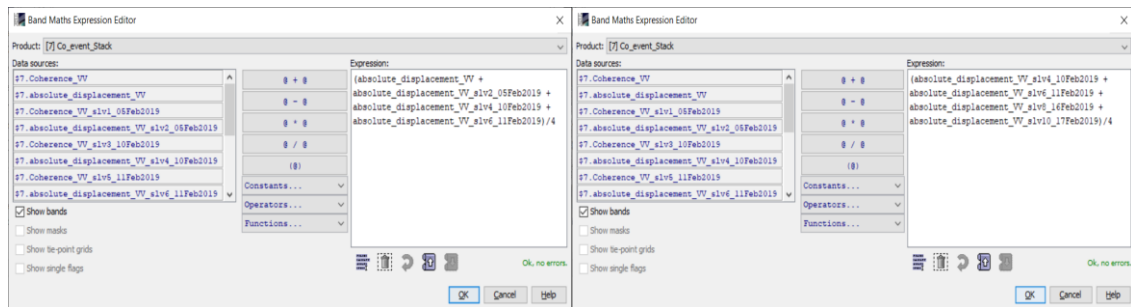 Band Maths Expression Editor
Product: [7] Co_event_Stack
Data sources:
$7.Coherence_VV
$7.absolute_displacement_VV
$7.Coherence_VV_slv1_05Feb2019
$7.absolute_displacement_VV_slv2_05Feb2019
$7.Coherence_VV_slv3_10Feb2019
$7.absolute_displacement_VV_slv4_10Feb2019
$7.Coherence_VV_slv5_11Feb2019
$7.absolute_displacement_VV_slv6_11Feb2019
Show bands
Show masks
Show tie-point grids
Show single flags
@ + @
@ - @
@ * @
@ / @
(@)
Constants...
Operators...
Functions...
Expression:
(absolute_displacement_VV +
absolute_displacement_VV_slv2_05Feb2019 +
absolute_displacement_VV_slv4_10Feb2019 +
absolute_displacement_VV_slv6_11Feb2019)/4
Ok, no errors.
OK Cancel Help
Band Maths Expression Editor
Product: [7] Co_event_Stack
Data sources:
$7.Coherence_VV
$7.absolute_displacement_VV
$7.Coherence_VV_slv1_05Feb2019
$7.absolute_displacement_VV_slv2_05Feb2019
$7.Coherence_VV_slv3_10Feb2019
$7.absolute_displacement_VV_slv4_10Feb2019
$7.Coherence_VV_slv5_11Feb2019
$7.absolute_displacement_VV_slv6_11Feb2019
Show bands
Show masks
Show tie-point grids
Show single flags
@ + @
@ - @
@ * @
@ / @
(@)
Constants...
Operators...
Functions...
Expression:
(absolute_displacement_VV_slv4_10Feb2019 +
absolute_displacement_VV_slv6_11Feb2019 +
absolute_displacement_VV_slv8_16Feb2019 +
absolute_displacement_VV_slv10_17Feb2019)/4
Ok, no errors.
OK Cancel Help